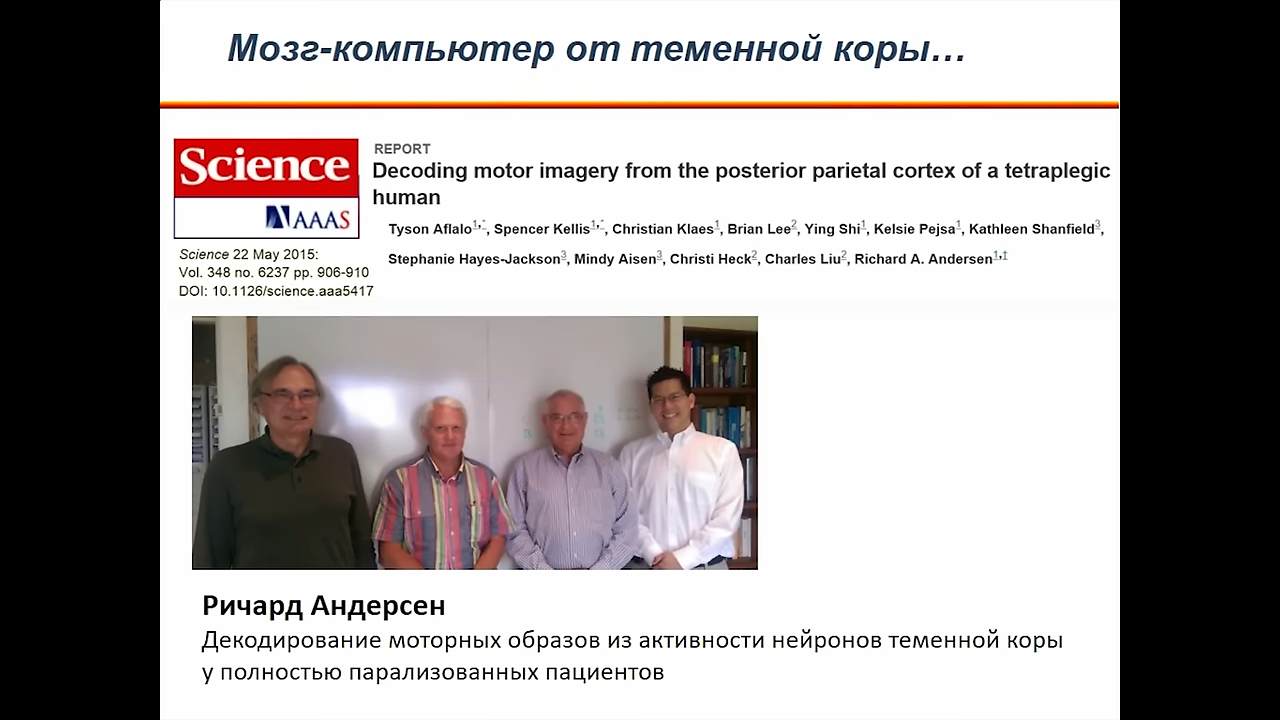 Мозг-компьютер от теменной коры...
Science
AAAS
Science 22 May 2015:
Vol. 348 no. 6237 pp. 906-910
DOI: 10.1126/science.aaa5417
REPORT
Decoding motor imagery from the posterior parietal cortex of a tetraplegic
human
Tyson Aflalo1,*, Spencer Kellis1,*, Christian Klaes1, Brian Lee2, Ying Shi1, Kelsie Pejsa1, Kathleen Shanfield3,
Stephanie Hayes-Jackson3, Mindy Aisen3, Christi Heck2, Charles Liu2, Richard A. Andersen1,†
Ричард Андерсен
Декодирование моторных образов из активности нейронов теменной коры
у полностью парализованных пациентов